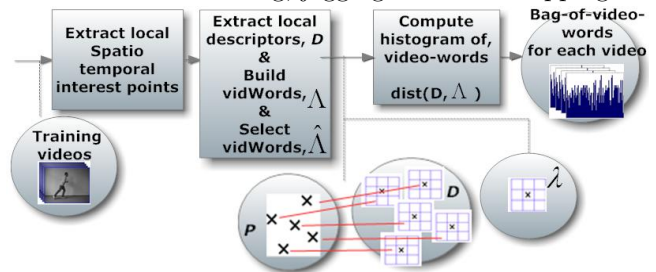 Extract local
Spatio
temporal
interest points
Extract local
descriptors, D
&
Build
vidWords, Λ
&
Select
vidWords, Λ̂
Compute
histogram of,
video-words
dist(D, Λ )
Bag-of-video-
words
for each video
Training
videos
P
D
λ